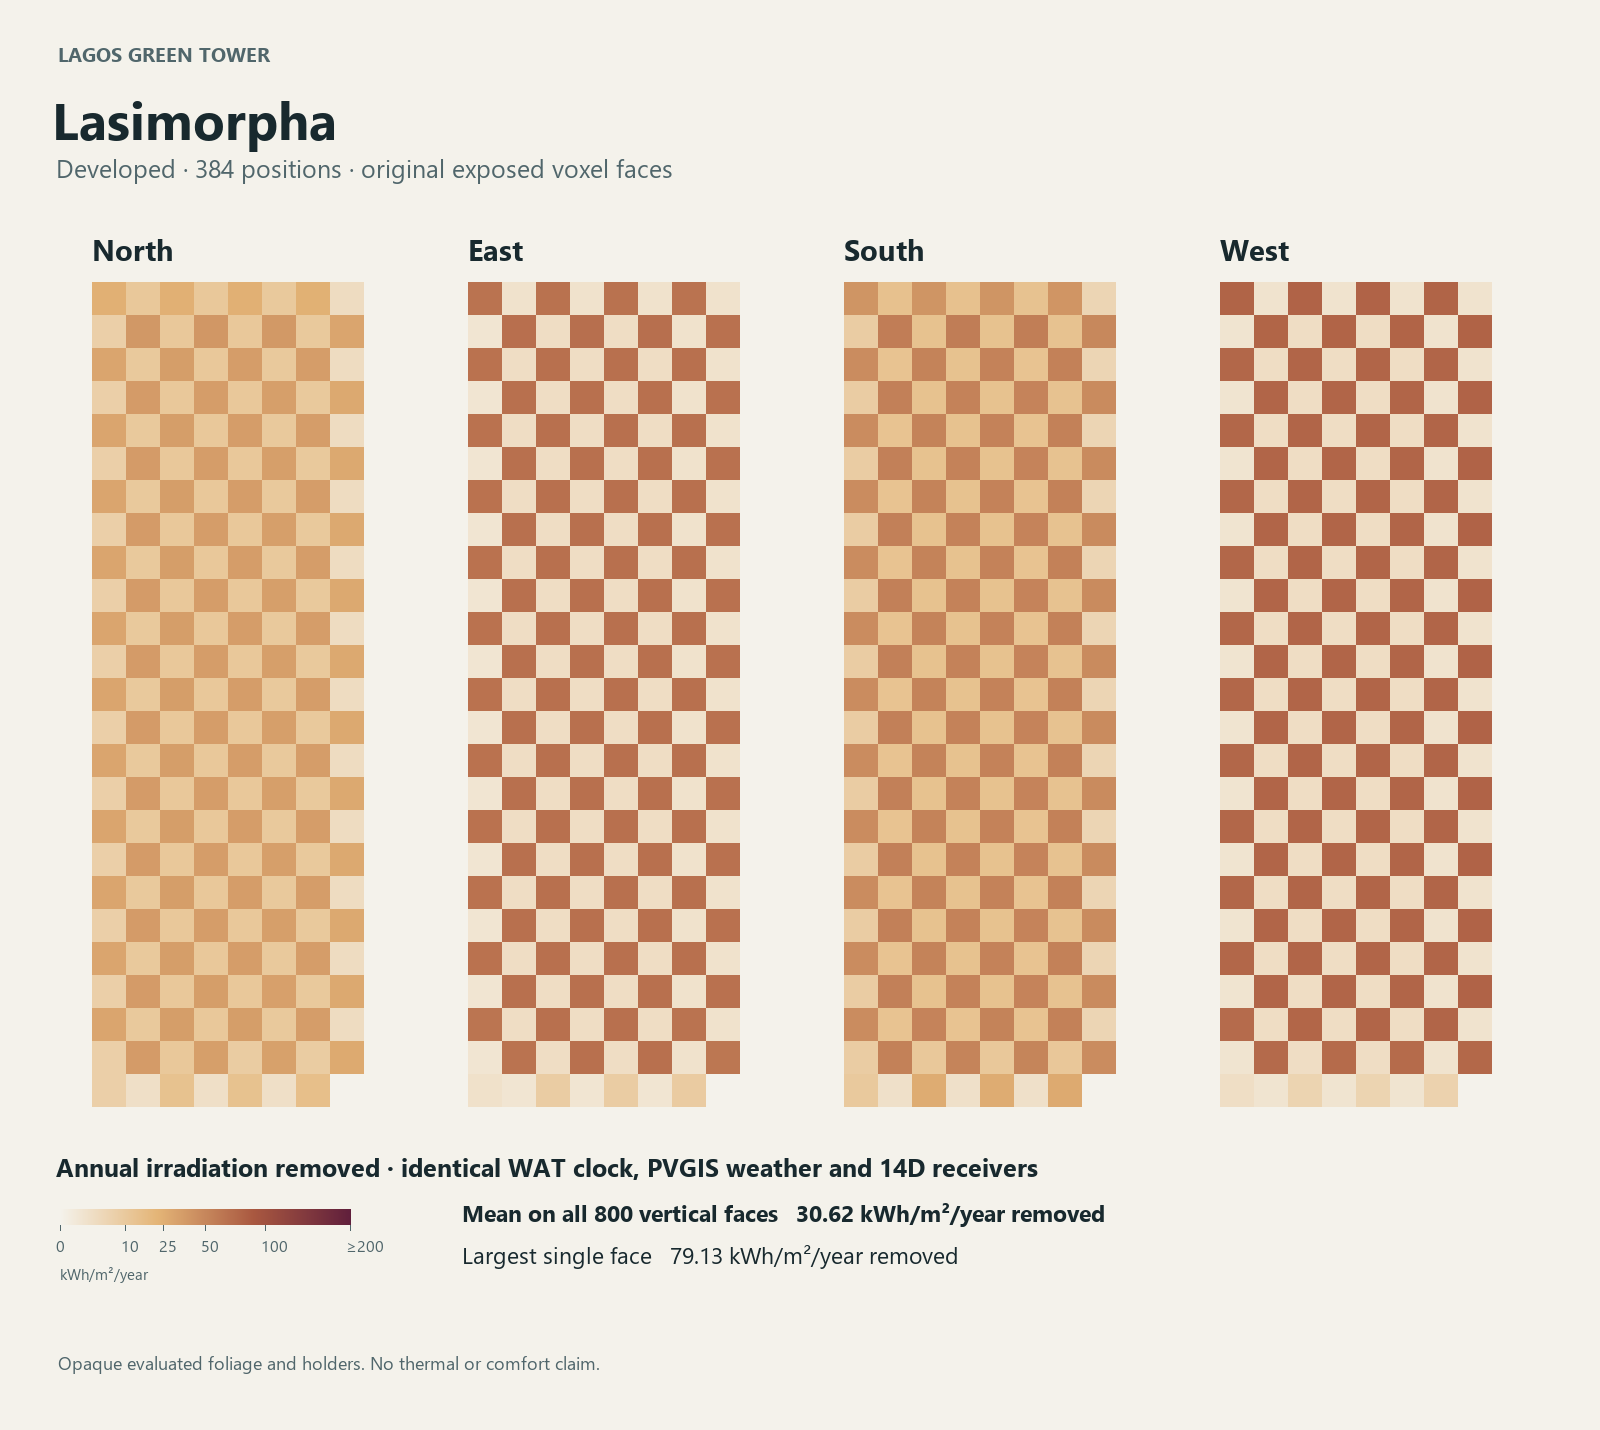 LAGOS GREEN TOWER
Lasimorpha
Developed · 384 positions · original exposed voxel faces
North East South West
Annual irradiation removed · identical WAT clock, PVGIS weather and 14D receivers
Mean on all 800 vertical faces 30.62 kWh/m²/year removed
0 10 25 50 100 ≥200
Largest single face 79.13 kWh/m²/year removed
kWh/m²/year
Opaque evaluated foliage and holders. No thermal or comfort claim.